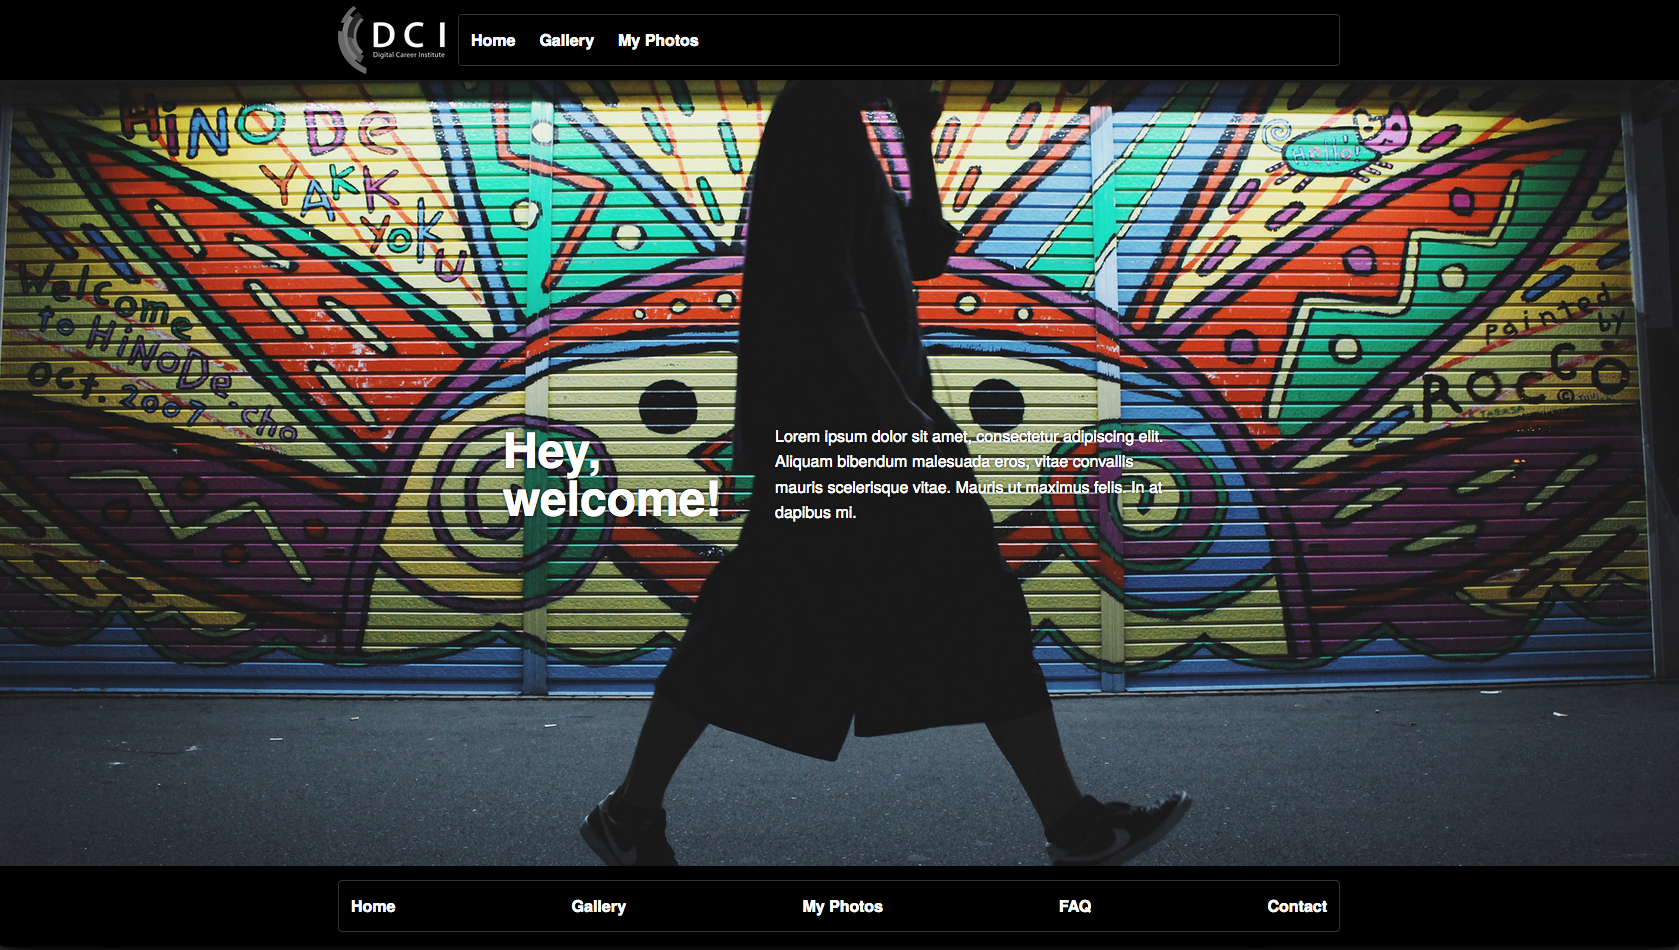 DCI
Digital Career Institute
Home Gallery My Photos
HiNODe
YAKK
YOKU
Hello!
Welcome
to HiNODe.cho
Oct. 2007
painted
by
ROCCO
Hey,
welcome!
Lorem ipsum dolor sit amet, consectetur adipiscing elit.
Aliquam bibendum malesuada eros, vitae convallis
mauris scelerisque vitae. Mauris ut maximus felis. In at
dapibus mi.
Home Gallery My Photos FAQ Contact